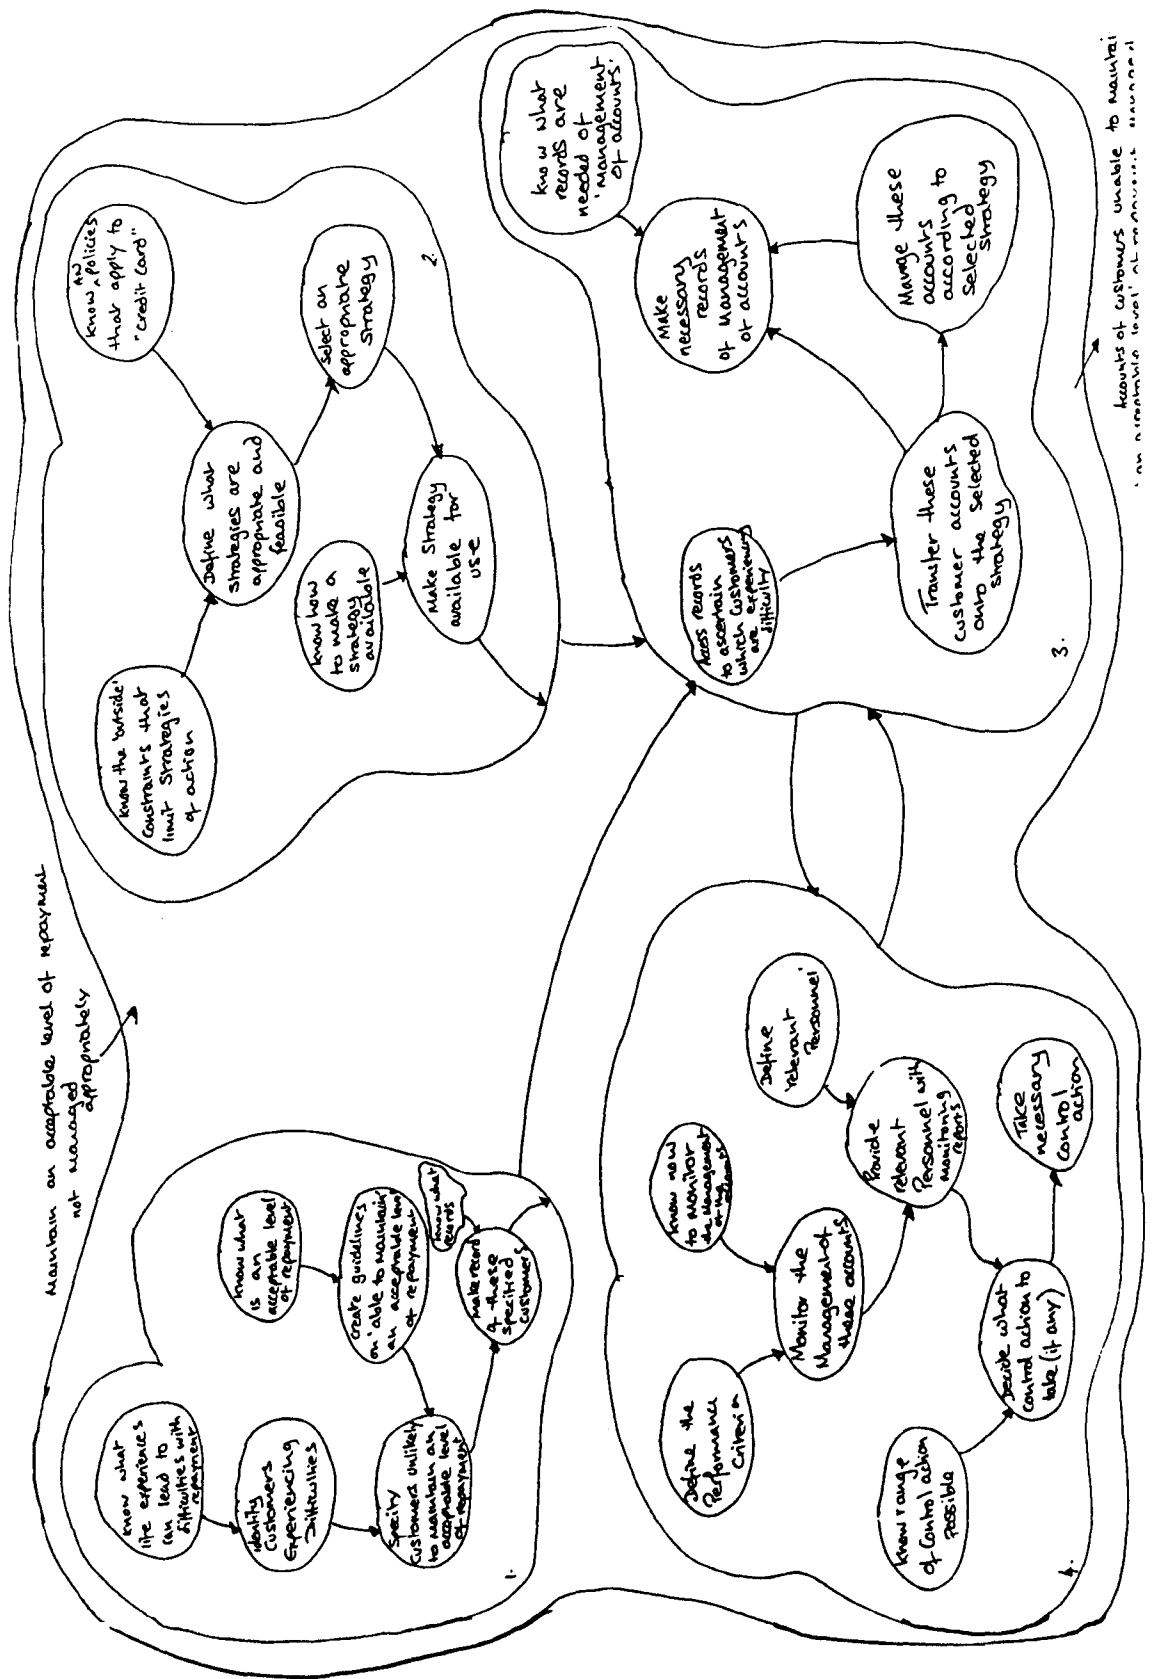 Maintain an acceptable level of repayment
not managed
appropriately
know what
life experiences
can lead to
difficulties with
repayment
Identify
Customers
Experiencing
Difficulties
Specify
Customers unlikely
to maintain an
acceptable level
of repayment
know what
is an
acceptable level
of repayment
create guidelines
on 'able to maintain'
an acceptable level
of repayment
know what
records
make record
of these
specified
customers
1.
know the 'outside'
constraints that
limit strategies
of action
know policies
that apply to
"credit card"
Define what
strategies are
appropriate and
feasible
Select an
appropriate
strategy
know how
to make a
strategy
available
Make Strategy
available for
use
2.
know what
records are
needed of
'management
of accounts'
Make
necessary
records
of Management
of accounts
Access records
to ascertain
which customers
are experiencing
difficulty
Transfer these
customer accounts
onto the selected
strategy
Manage these
accounts
according to
selected
strategy
3.
Define the
Performance
Criteria
know how
to monitor
the management
of the
accounts
Monitor the
Management of
these accounts
Define
'relevant
Personnel'
Provide
relevant
Personnel with
monitoring
reports
know range
of control action
possible
Decide what
control action to
take (if any)
Take
necessary
control
action
4.
Accounts of customers unable to maintai